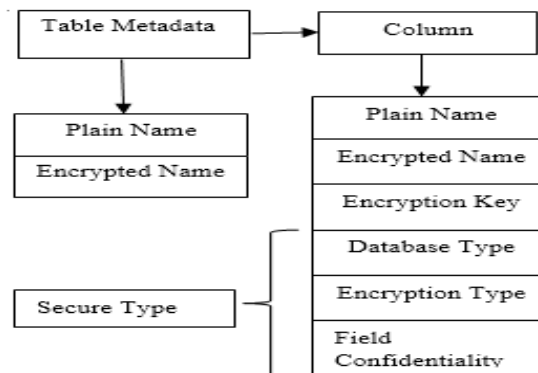 Table Metadata
Column
Plain Name
Encrypted Name
Plain Name
Encrypted Name
Encryption Key
Database Type
Encryption Type
Field
Confidentiality
Secure Type